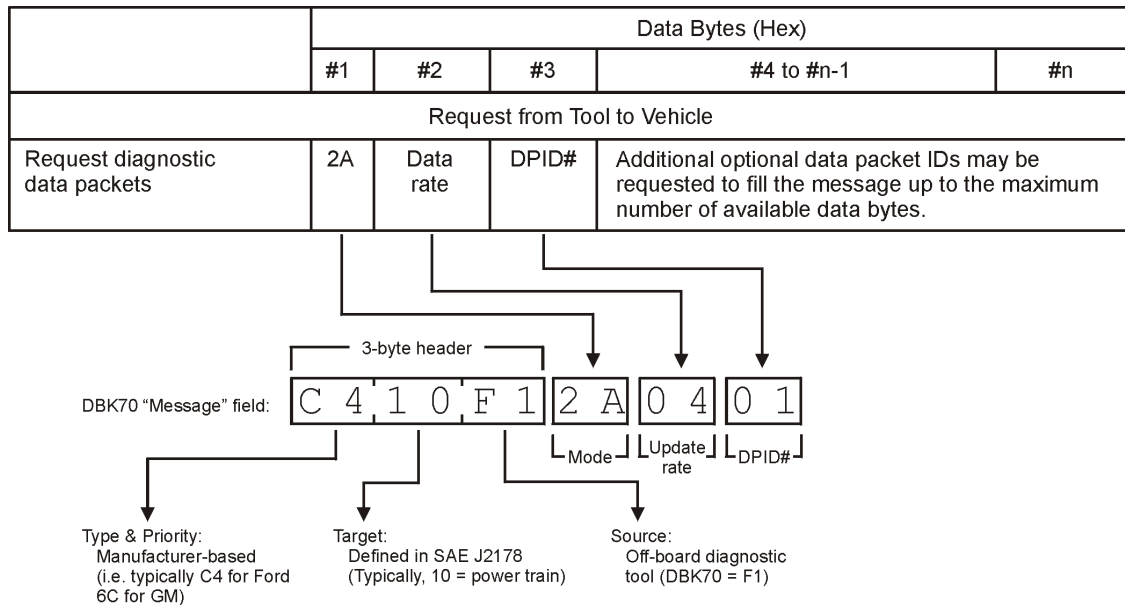 Data Bytes (Hex)
#1 #2 #3 #4 to #n-1 #n
Request from Tool to Vehicle
Request diagnostic
data packets
2A
Data
rate
DPID#
Additional optional data packet IDs may be
requested to fill the message up to the maximum
number of available data bytes.
3-byte header
DBK70 “Message” field:
C 4 1 0 F 1 2 A 0 4 0 1
Mode
Update
rate
DPID#
Type & Priority:
Manufacturer-based
(i.e. typically C4 for Ford
6C for GM)
Target:
Defined in SAE J2178
(Typically, 10 = power train)
Source:
Off-board diagnostic
tool (DBK70 = F1)